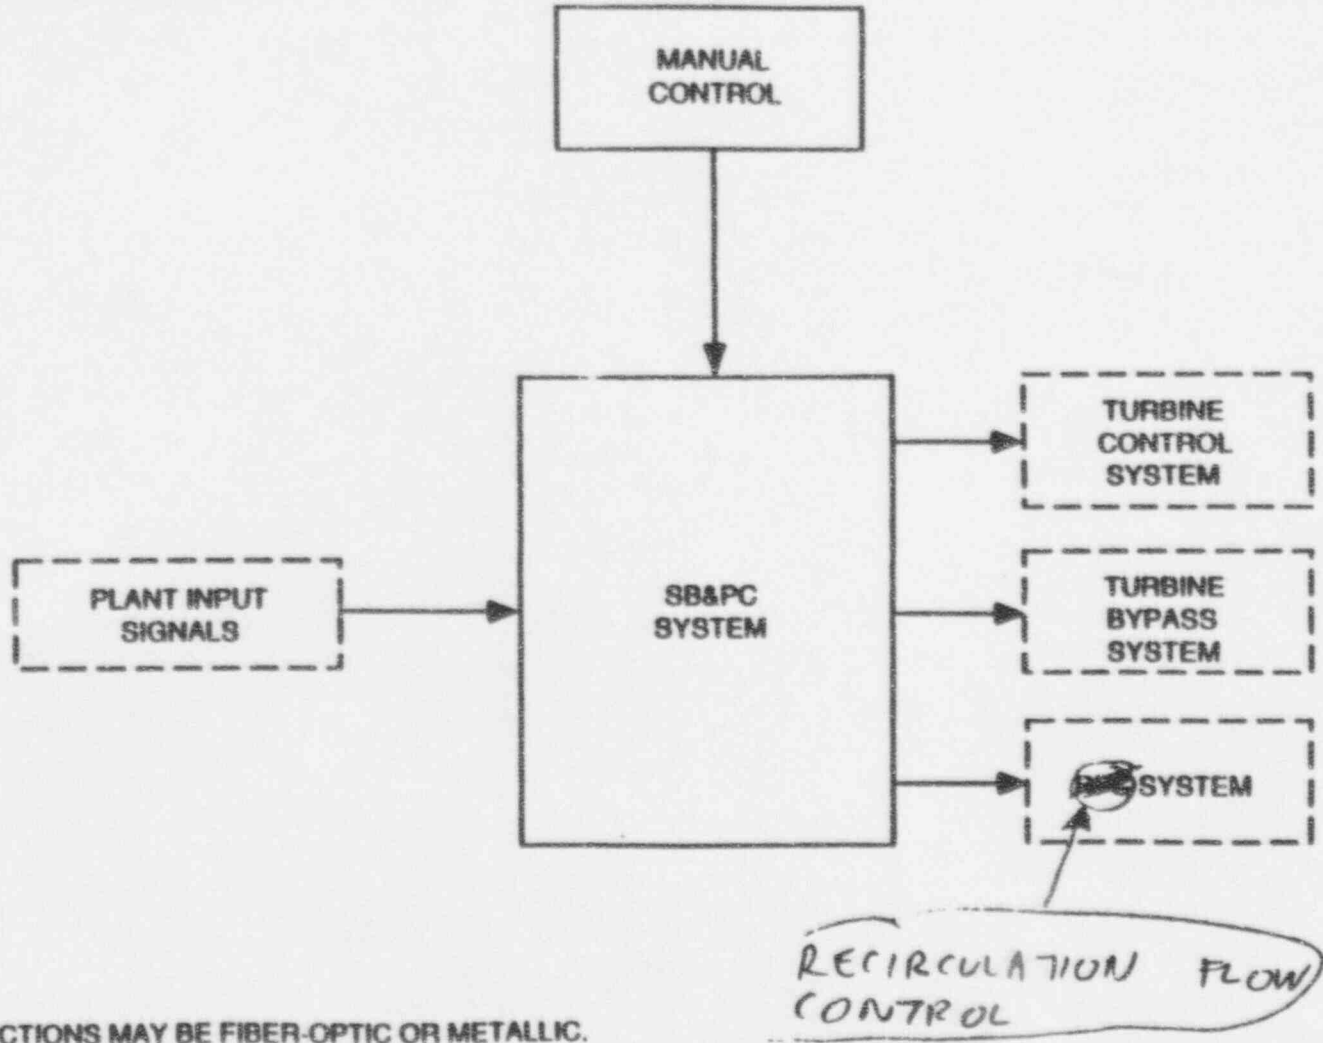 MANUAL
CONTROL
TURBINE
CONTROL
SYSTEM
PLANT INPUT
SIGNALS
SB&PC
SYSTEM
TURBINE
BYPASS
SYSTEM
SYSTEM
RECIRCULATION FLOW
CONTROL
CTIONS MAY BE FIBER-OPTIC OR METALLIC.